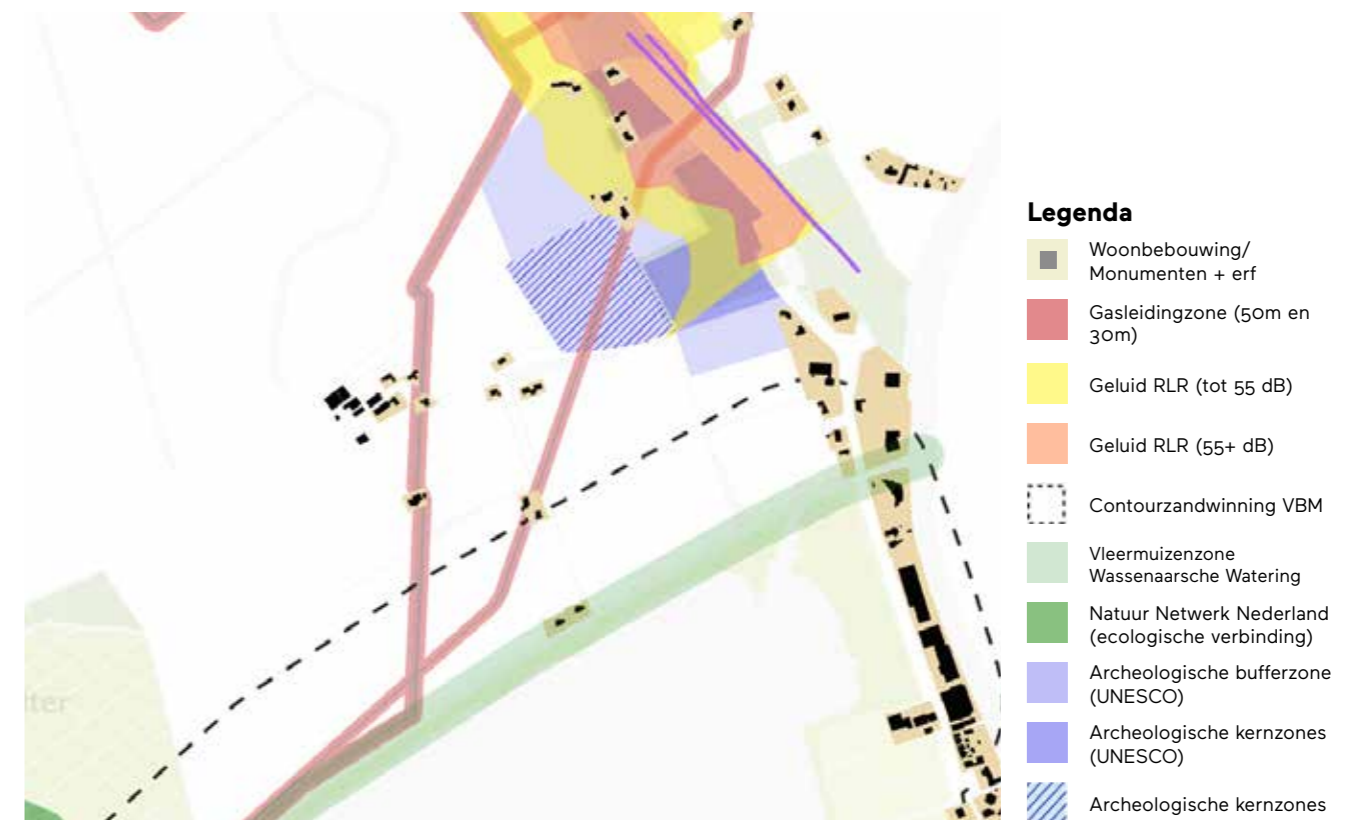 tter
Legenda
Woonbebouwing/
Monumenten + erf
Gasleidingzone (50m en
30m)
Geluid RLR (tot 55 dB)
Geluid RLR (55+ dB)
Contourzandwinning VBM
Vleermuizenzone
Wassenaarsche Watering
Natuur Netwerk Nederland
(ecologische verbinding)
Archeologische bufferzone
(UNESCO)
Archeologische kernzones
(UNESCO)
Archeologische kernzones